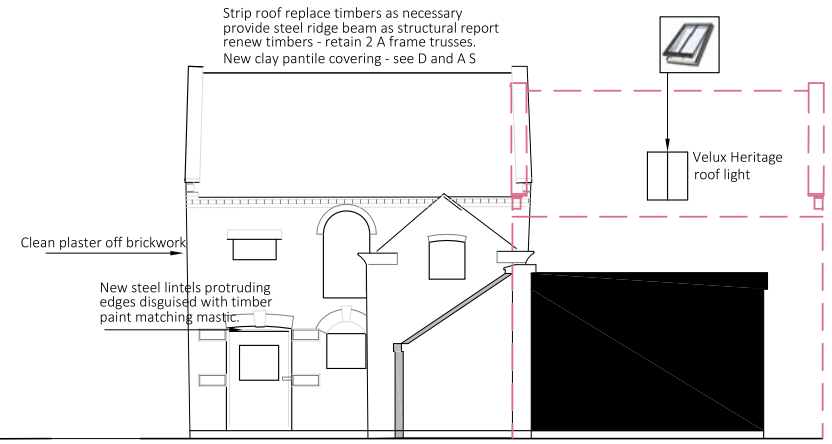 Strip roof replace timbers as necessary
provide steel ridge beam as structural report
renew timbers - retain 2 A frame trusses.
New clay pantile covering - see D and A S
Velux Heritage
roof light
Clean plaster off brickwork
New steel lintels protruding
edges disguised with timber
paint matching mastic.